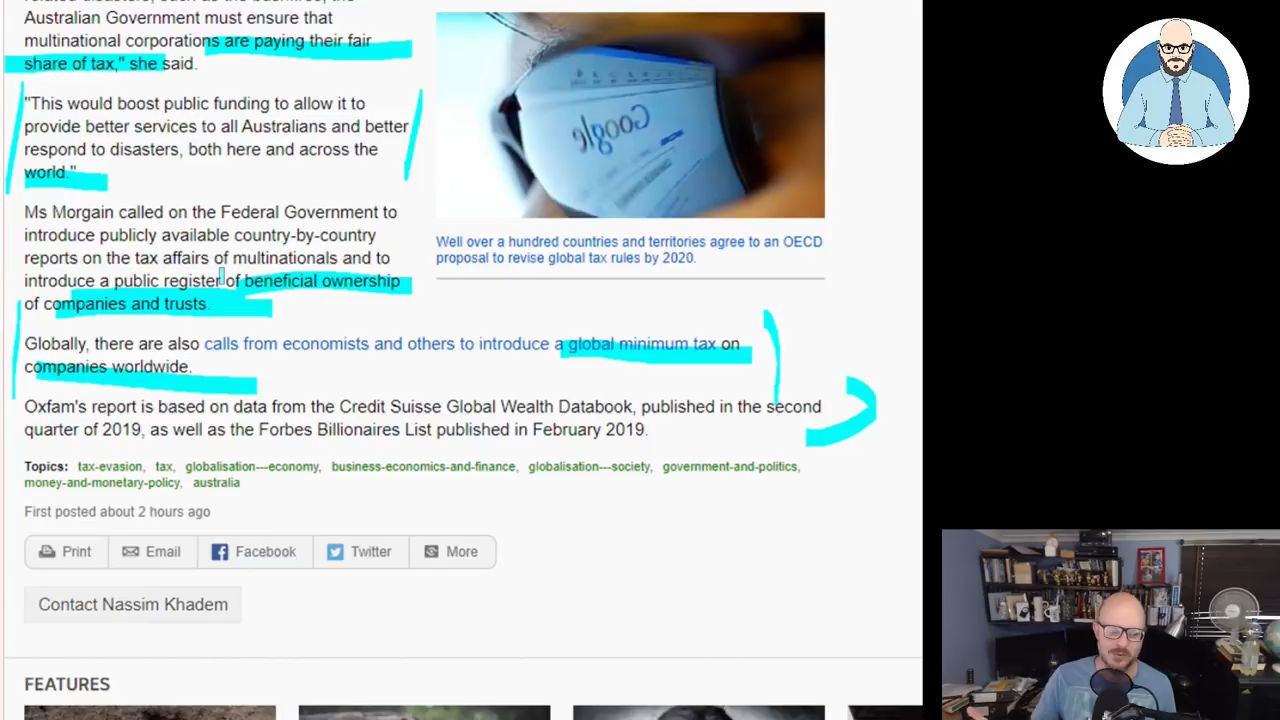 related disasters, such as the bushfires, the
Australian Government must ensure that
multinational corporations are paying their fair
share of tax," she said.
"This would boost public funding to allow it to
provide better services to all Australians and better
respond to disasters, both here and across the
world."
Ms Morgain called on the Federal Government to
introduce publicly available country-by-country
reports on the tax affairs of multinationals and to
introduce a public register of beneficial ownership
of companies and trusts.
Google
Well over a hundred countries and territories agree to an OECD
proposal to revise global tax rules by 2020.
Globally, there are also calls from economists and others to introduce a global minimum tax on
companies worldwide.
Oxfam's report is based on data from the Credit Suisse Global Wealth Databook, published in the second
quarter of 2019, as well as the Forbes Billionaires List published in February 2019.
Topics: tax-evasion, tax, globalisation---economy, business-economics-and-finance, globalisation---society, government-and-politics,
money-and-monetary-policy, australia
First posted about 2 hours ago
Print Email Facebook Twitter More
Contact Nassim Khadem
FEATURES